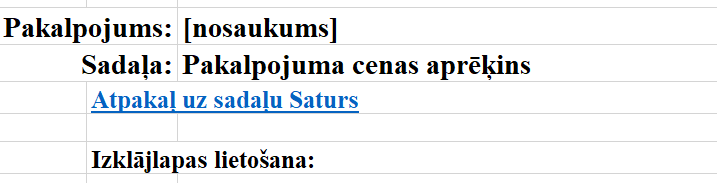 Pakalpojums: [nosaukums]
Sadaļa: Pakalpojuma cenas aprēķins
Atpakaļ uz sadaļu Saturs
Izklājlapas lietošana: